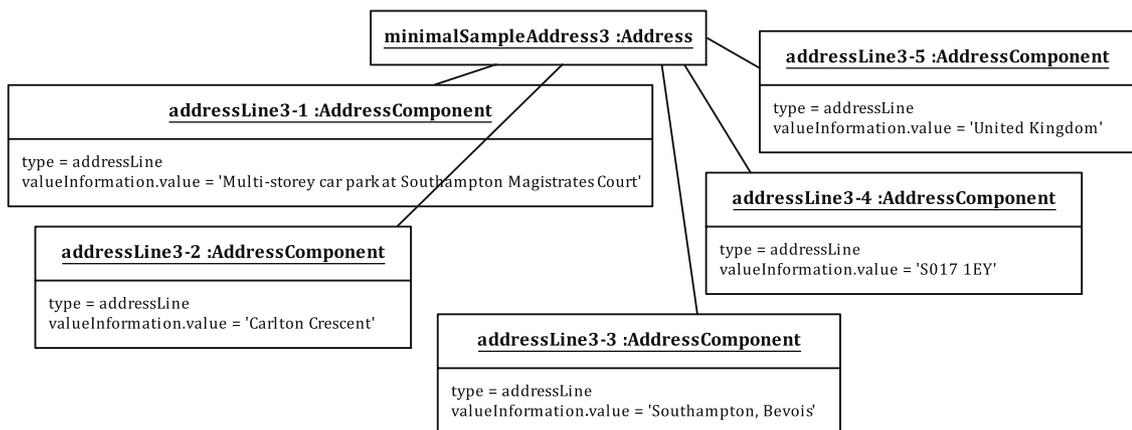 minimalSampleAddress3 :Address
addressLine3-5 :AddressComponent
type = addressLine
valueInformation.value = 'United Kingdom'
addressLine3-1 :AddressComponent
type = addressLine
valueInformation.value = 'Multi-storey car park at Southampton Magistrates Court'
addressLine3-4 :AddressComponent
type = addressLine
valueInformation.value = 'S017 1EY'
addressLine3-2 :AddressComponent
type = addressLine
valueInformation.value = 'Carlton Crescent'
addressLine3-3 :AddressComponent
type = addressLine
valueInformation.value = 'Southampton, Bevois'